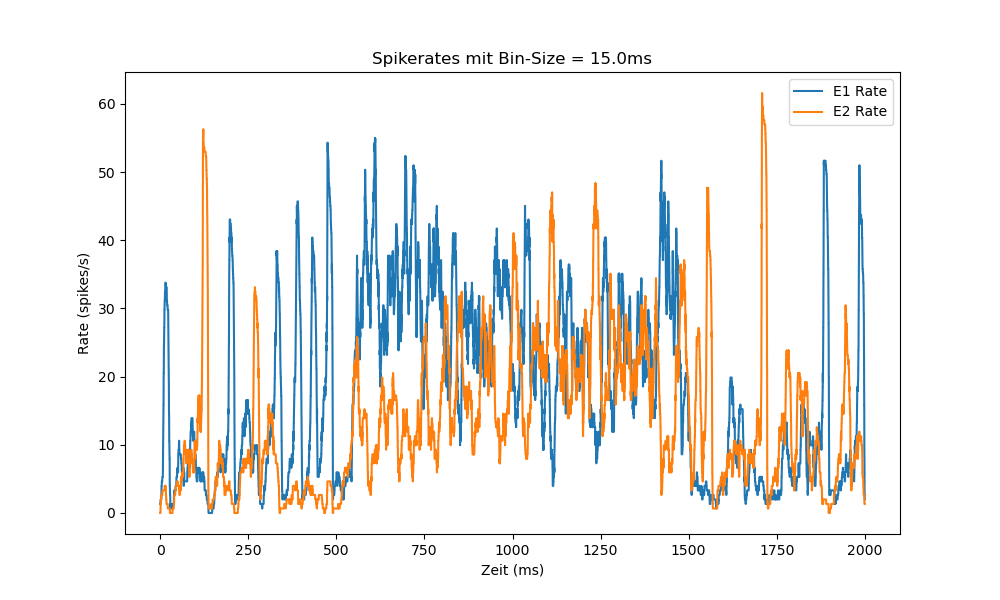 Spikerates mit Bin-Size = 15.0ms
E1 Rate
E2 Rate
Rate (spikes/s)
60
50
40
30
20
10
0
0 250 500 750 1000 1250 1500 1750 2000
Zeit (ms)